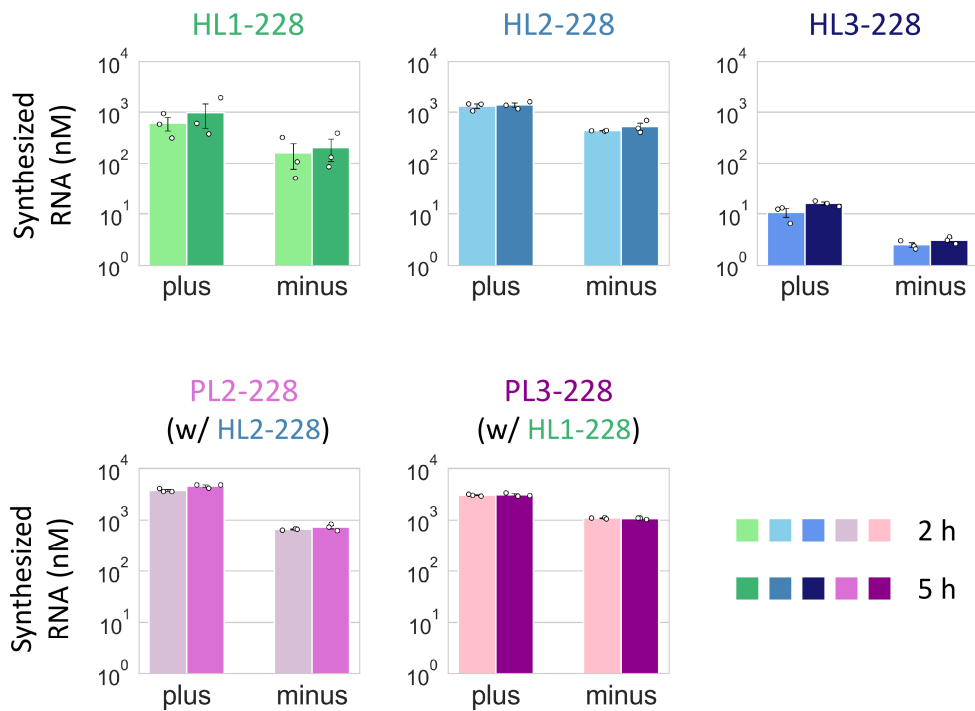 HL1-228
HL2-228
HL3-228
Synthesized
RNA (nM)
10^4
10^3
10^2
10^1
10^0
plus
minus
10^4
10^3
10^2
10^1
10^0
plus
minus
10^4
10^3
10^2
10^1
10^0
plus
minus
PL2-228
(w/ HL2-228)
PL3-228
(w/ HL1-228)
Synthesized
RNA (nM)
10^4
10^3
10^2
10^1
10^0
plus
minus
10^4
10^3
10^2
10^1
10^0
plus
minus
2 h
5 h